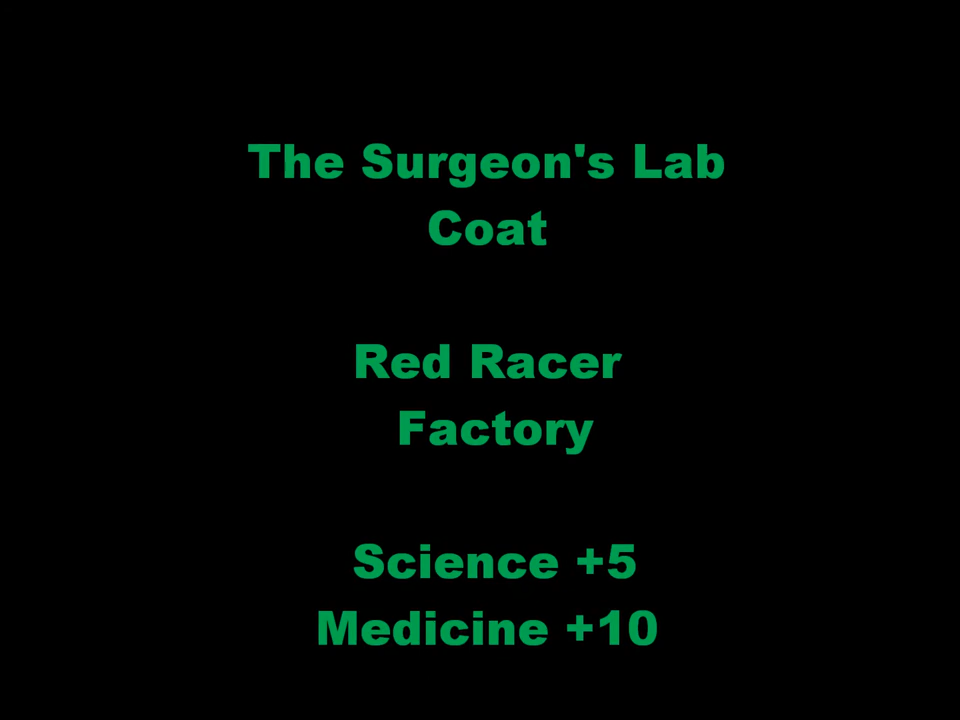 The Surgeon's Lab
Coat
Red Racer
Factory
Science +5
Medicine +10